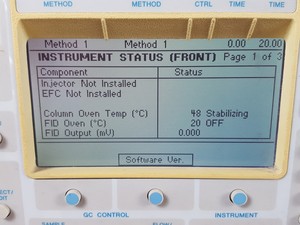 METHOD METHOD CTRL TIME TIME
Method 1 Method 1 0.00 20.00
INSTRUMENT STATUS (FRONT) Page 1 of 3
Component Status
Injector Not Installed
EFC Not Installed
Column Oven Temp (°C) 48 Stabilizing
FID Oven (°C) 20 OFF
FID Output (mV) 0.000
Software Ver.
GC CONTROL INSTRUMENT
SAMPLE FLOW/